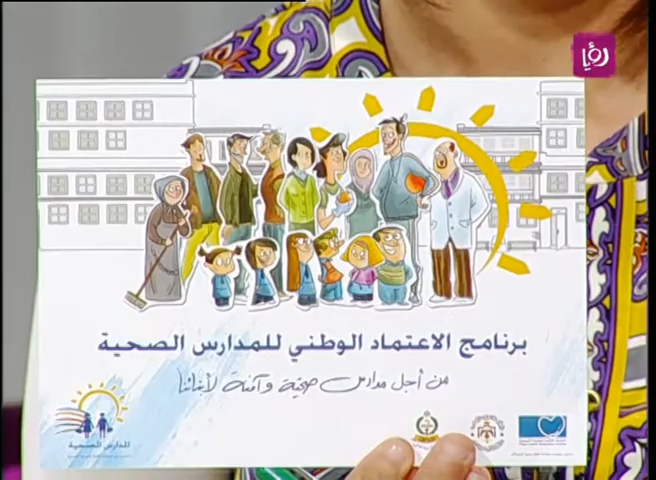 رؤيا
برنامج الاعتماد الوطني للمدارس الصحية
من أجل مدارس صحية وآمنة لأبنائنا
المدارس الصحية